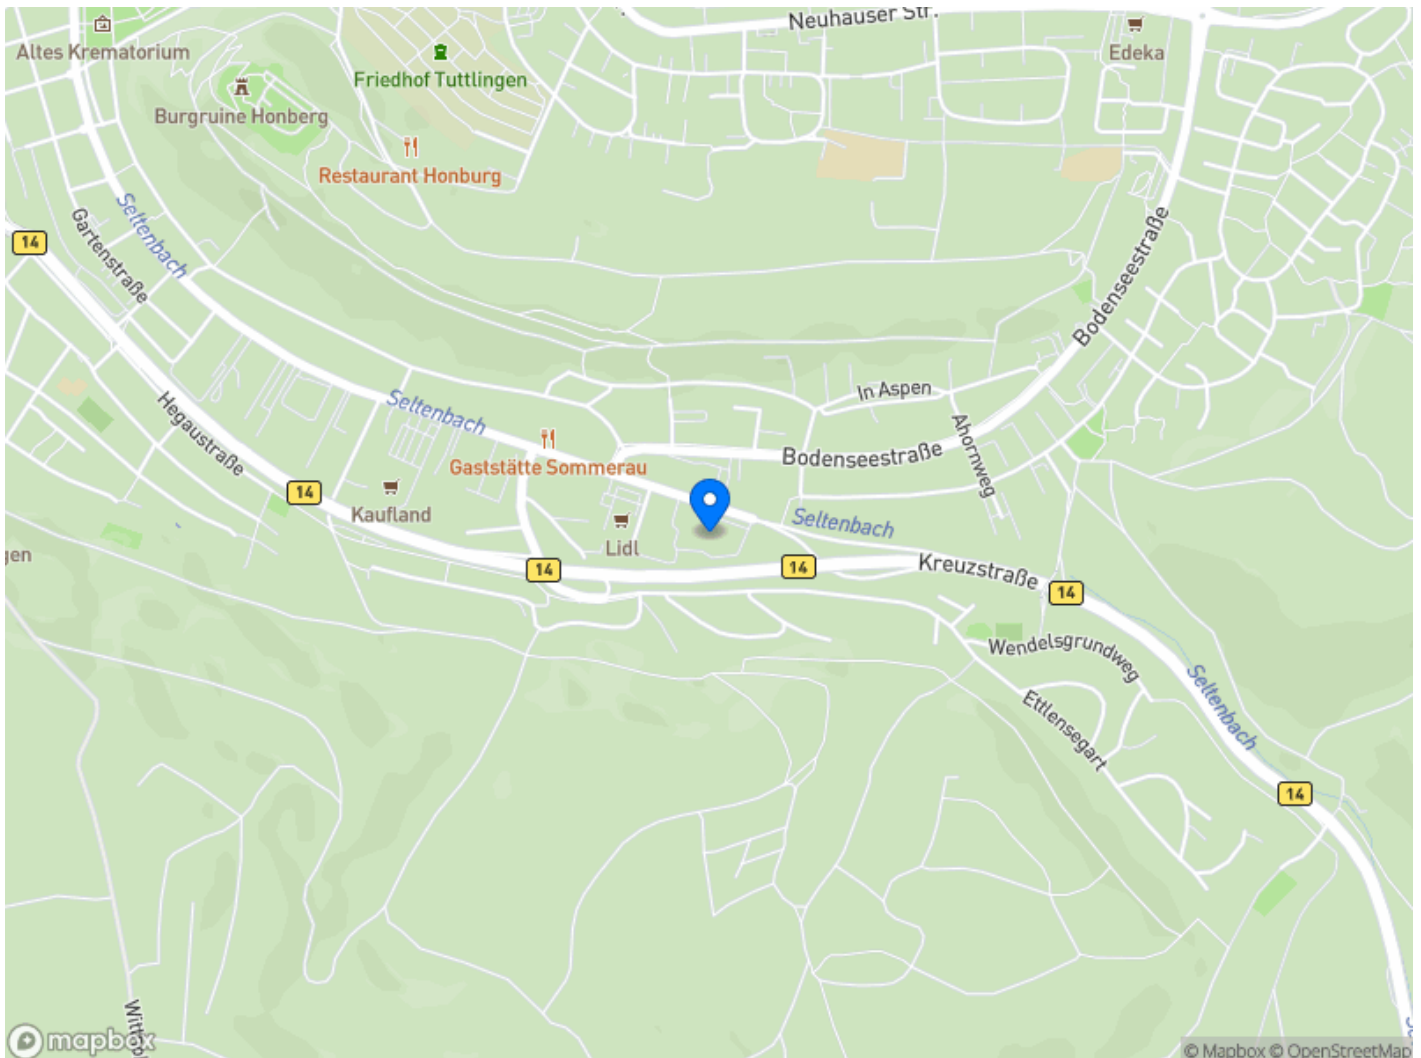 Neuhauser Str.
Edeka
Altes Krematorium
Friedhof Tuttlingen
Burgruine Honberg
Restaurant Honburg
Seltenbach
Gartenstraße
14
Bodenseestraße
In Aspen
Seltenbach
Hegaustraße
Ahornweg
Gaststätte Sommerau
Bodenseestraße
14
Kaufland
Seltenbach
Lidl
gen
14
14
Kreuzstraße
14
Wendelsgrundweg
Seltenbach
Ettlensegart
14
mapbox
© Mapbox © OpenStreetMap